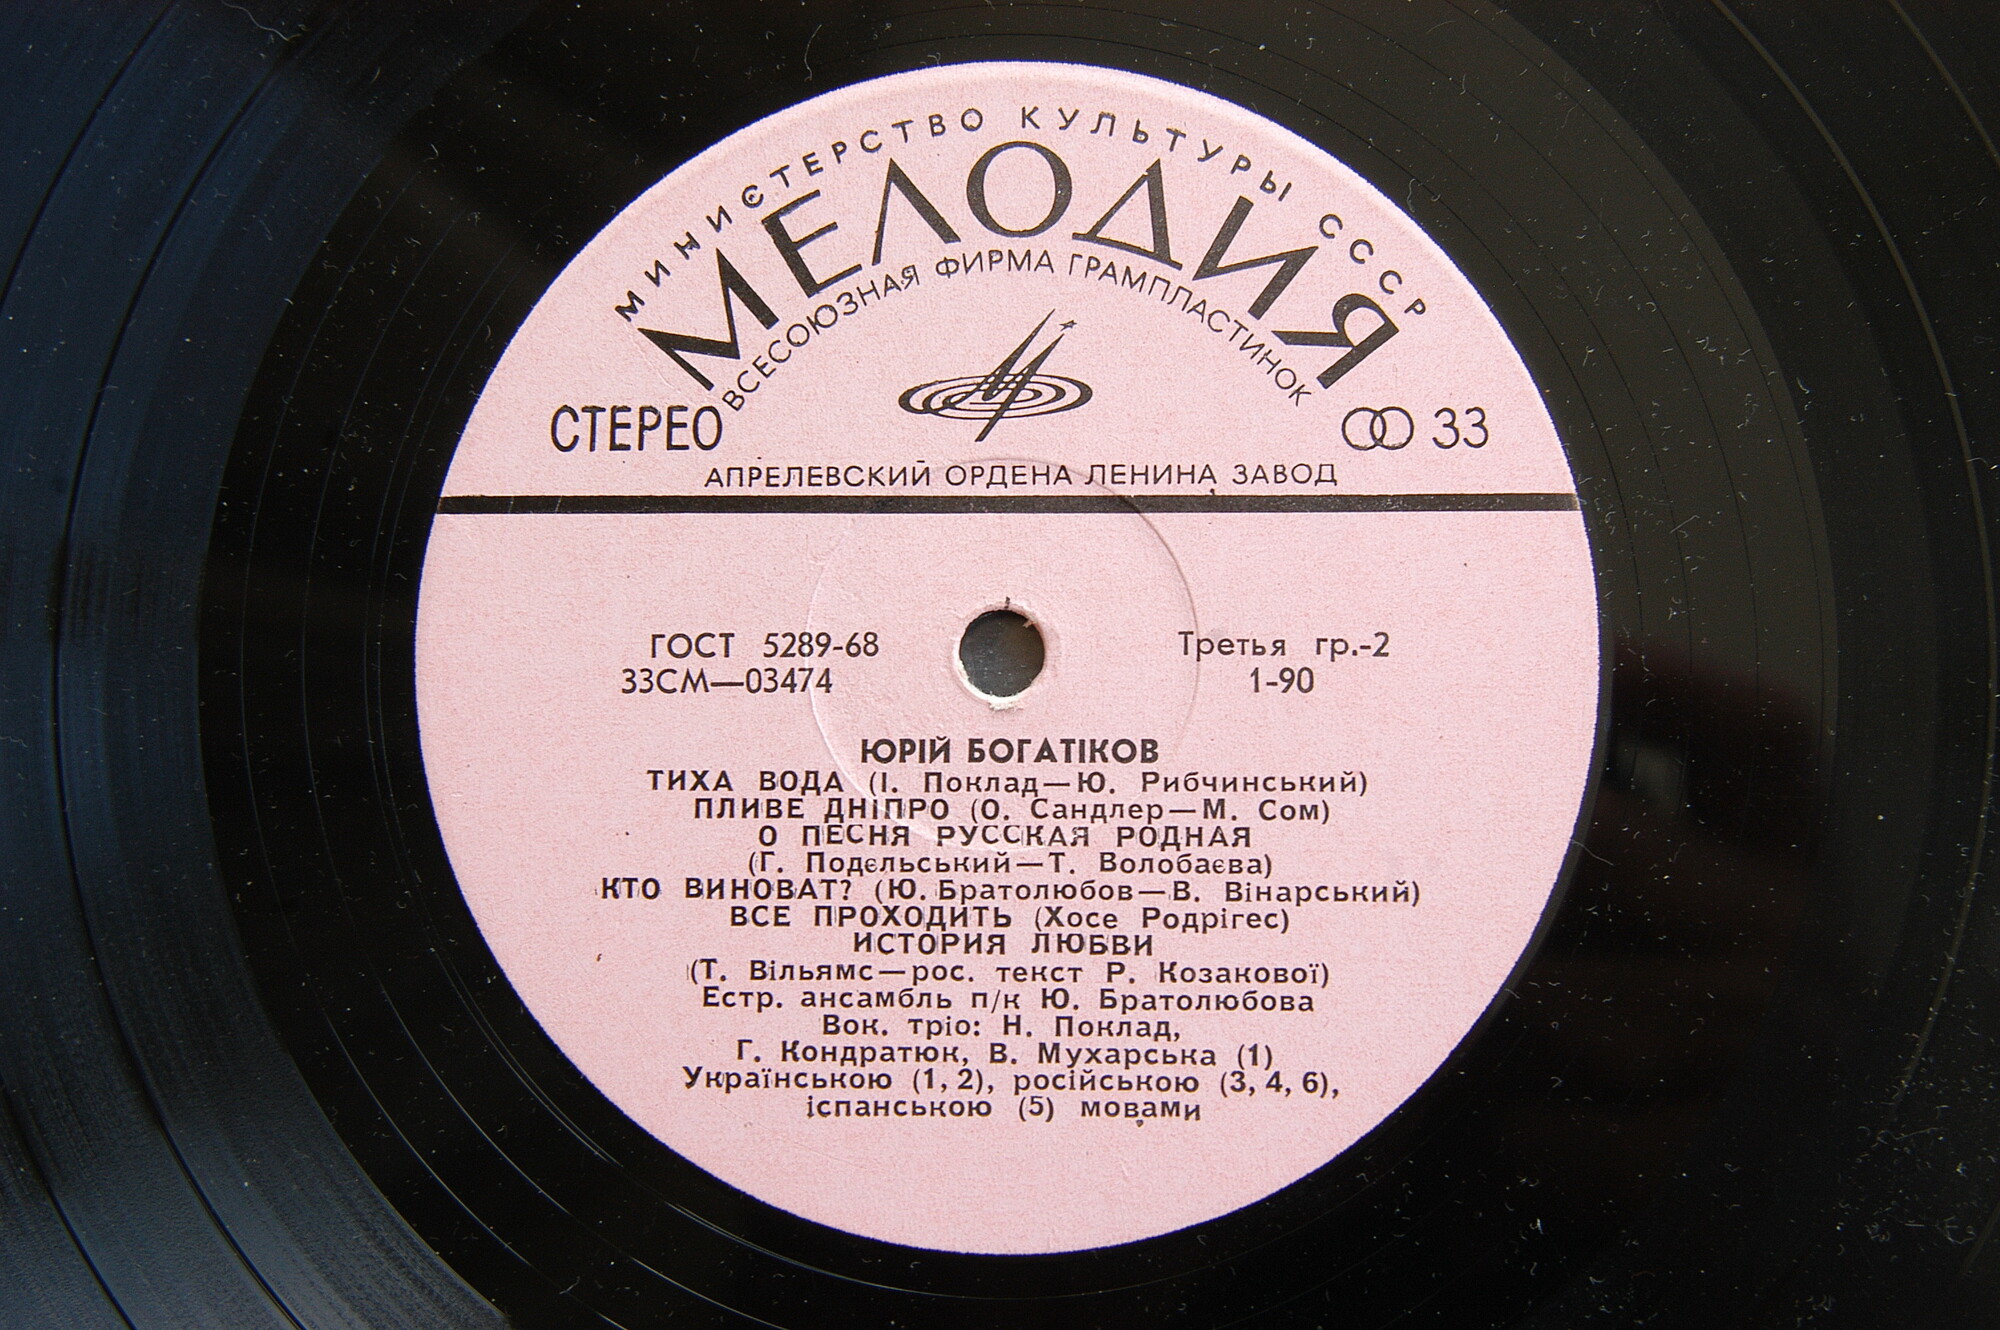 МИНИСТЕРСТВО КУЛЬТУРЫ СССР
МЕЛОДИЯ
ВСЕСОЮЗНАЯ ФИРМА ГРАМПЛАСТИНОК
СТЕРЕО
33
АПРЕЛЕВСКИЙ ОРДЕНА ЛЕНИНА ЗАВОД
ГОСТ 5289-68
Третья гр.-2
33СМ—03474
1-90
ЮРІЙ БОГАТІКОВ
ТИХА ВОДА (І. Поклад—Ю. Рибчинський)
ПЛИВЕ ДНІПРО (О. Сандлер—М. Сом)
О ПЕСНЯ РУССКАЯ РОДНАЯ
(Г. Подєльський—Т. Волобаєва)
КТО ВИНОВАТ? (Ю. Братолюбов—В. Вінарський)
ВСЕ ПРОХОДИТЬ (Хосе Родрігес)
ИСТОРИЯ ЛЮБВИ
(Т. Вільямс—рос. текст Р. Козакової)
Естр. ансамбль п/к Ю. Братолюбова
Вок. тріо: Н. Поклад,
Г. Кондратюк, В. Мухарська (1)
Українською (1, 2), російською (3, 4, 6),
іспанською (5) мовами